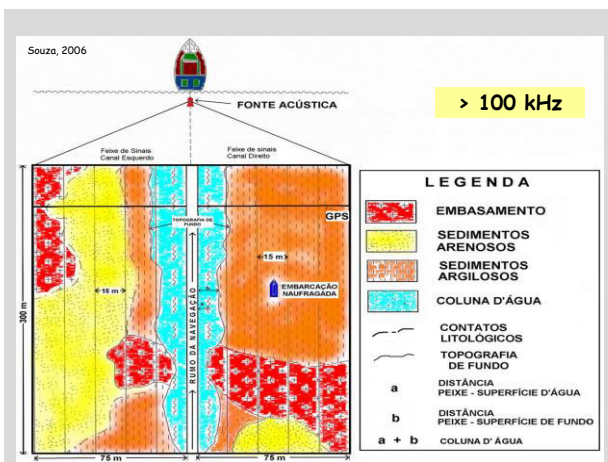 Souza, 2006
FONTE ACÚSTICA
> 100 kHz
Feixe de Sinais
Canal Esquerdo
Feixe de sinais
Canal Direito
GPS
TOPOGRAFIA DE
FUNDO
15 m
15 m
EMBARCAÇÃO
NAUFRAGADA
RUMO DA NAVEGAÇÃO
300 m
75 m
75 m
LEGENDA
EMBASAMENTO
SEDIMENTOS
ARENOSOS
SEDIMENTOS
ARGILOSOS
COLUNA D'ÁGUA
CONTATOS
LITOLÓGICOS
TOPOGRAFIA
DE FUNDO
a DISTÂNCIA
PEIXE - SUPERFÍCIE D'ÁGUA
b DISTÂNCIA
PEIXE - SUPERFÍCIE DE FUNDO
a + b COLUNA D' ÁGUA